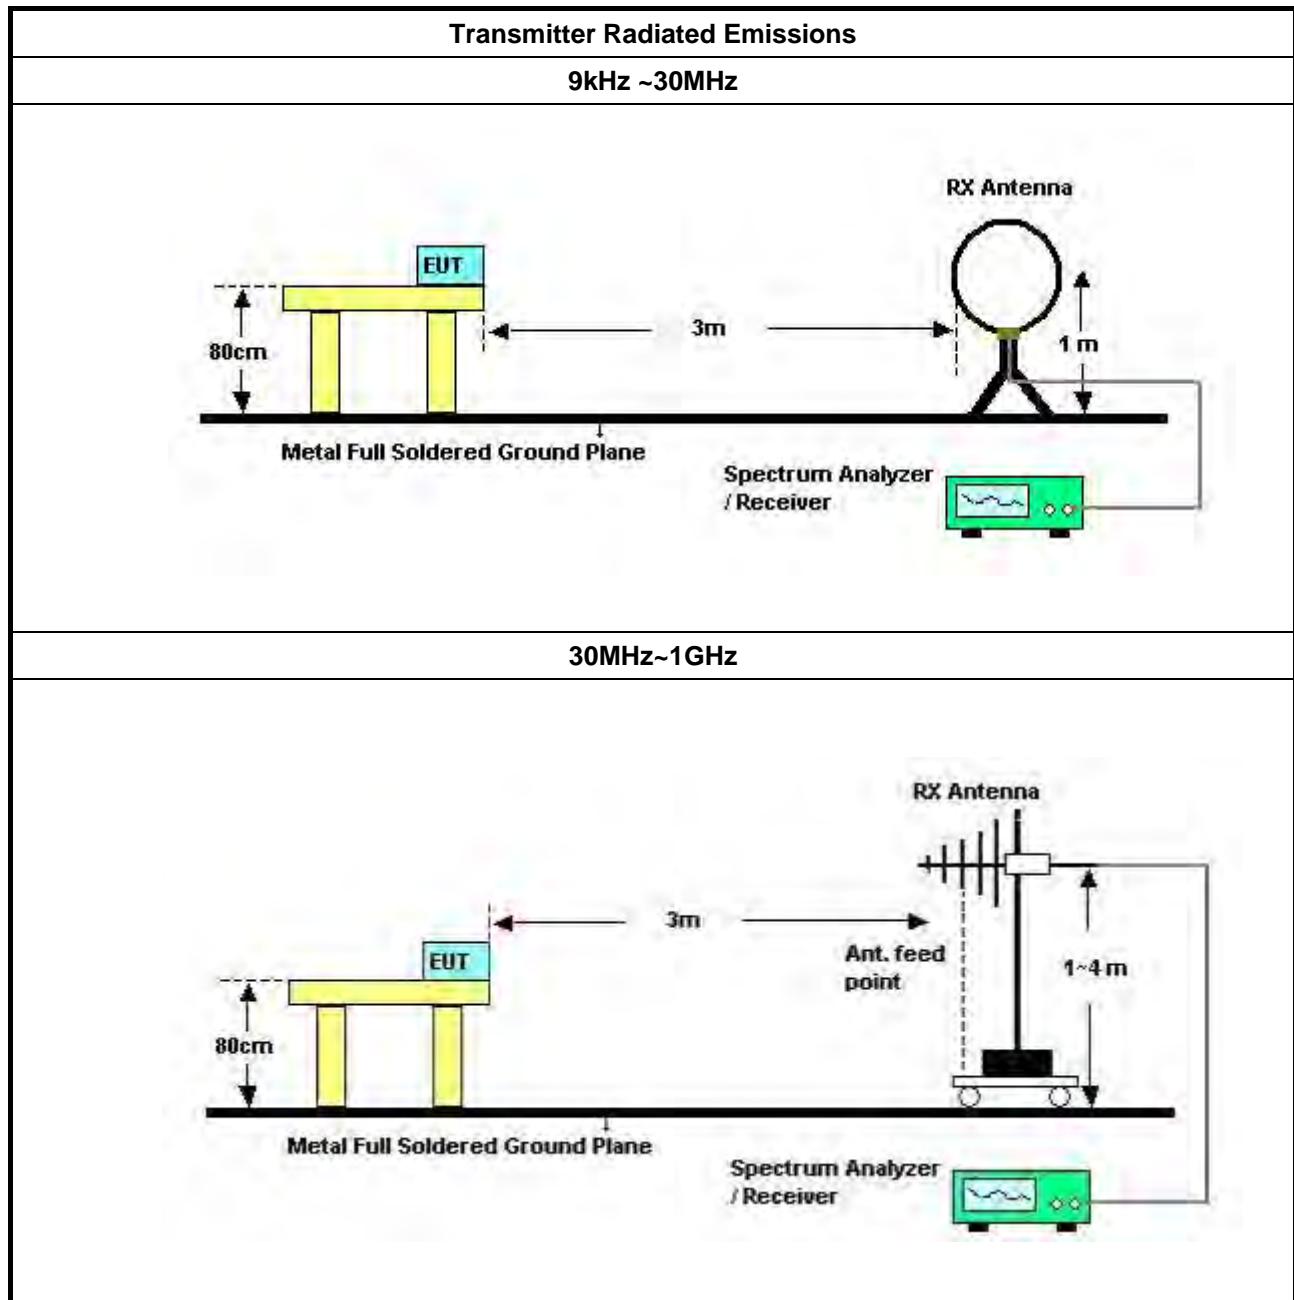 Transmitter Radiated Emissions
9kHz ~30MHz
RX Antenna
EUT
3m
80cm
1 m
Metal Full Soldered Ground Plane
Spectrum Analyzer
/ Receiver
30MHz~1GHz
RX Antenna
3m
Ant. feed
point
EUT
1~4 m
80cm
Metal Full Soldered Ground Plane
Spectrum Analyzer
/ Receiver